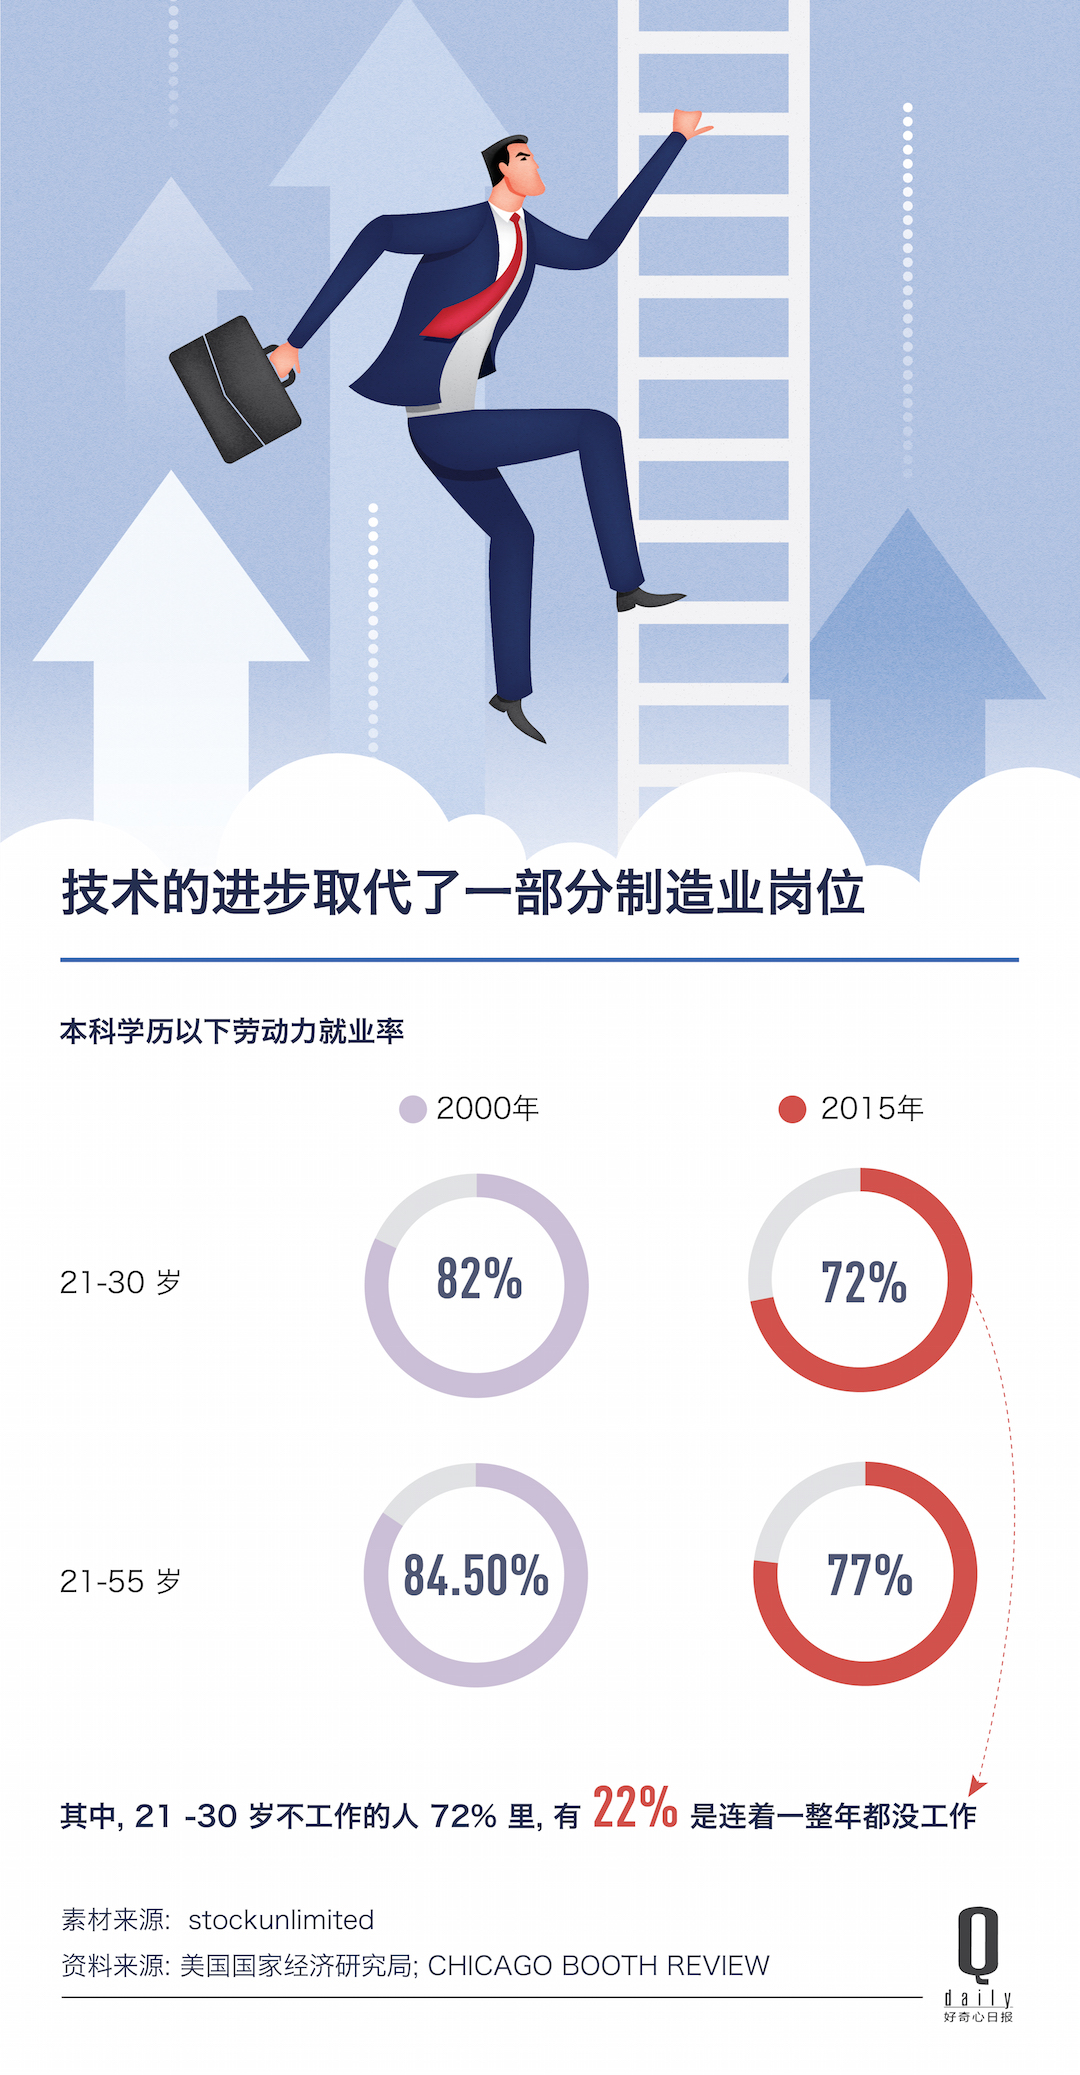 技术的进步取代了一部分制造业岗位
本科学历以下劳动力就业率
2000年 2015年
21-30 岁 82% 72%
21-55 岁 84.50% 77%
其中, 21 -30 岁不工作的人 72% 里, 有 22% 是连着一整年都没工作
素材来源: stockunlimited
资料来源: 美国国家经济研究局; CHICAGO BOOTH REVIEW
Q
daily
好奇心日报